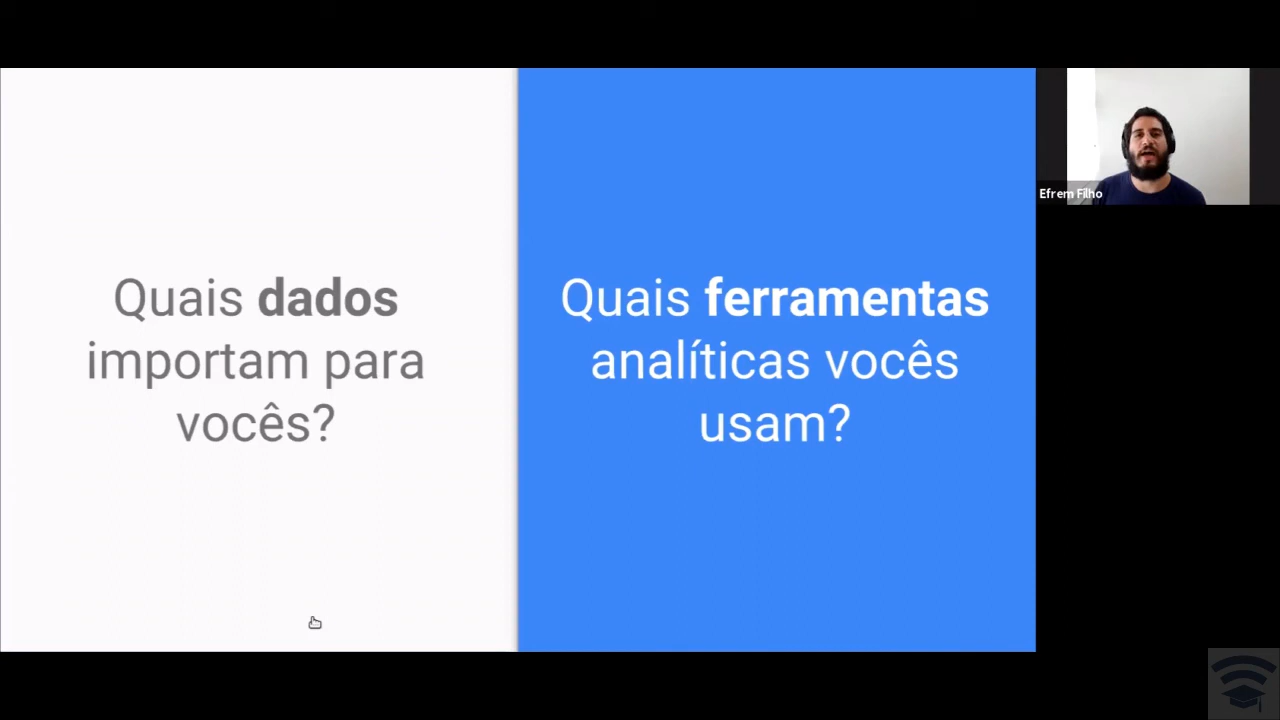 Quais dados
importam para
vocês?
Quais ferramentas
analíticas vocês
usam?
Efrem Filho